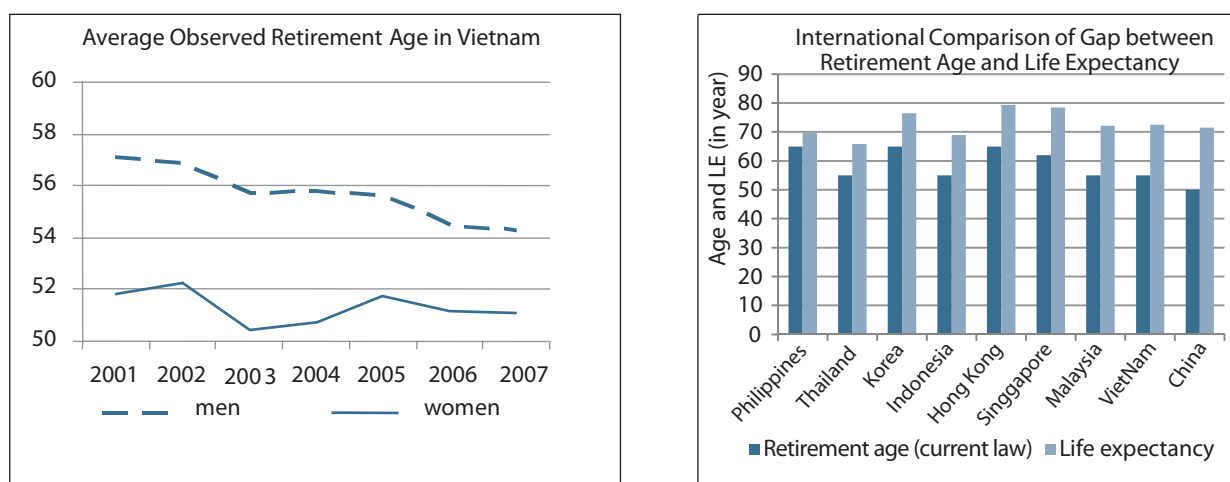 Average Observed Retirement Age in Vietnam
60
58
56
54
52
50
2001 2002 2003 2004 2005 2006 2007
men women
International Comparison of Gap between
Retirement Age and Life Expectancy
Age and LE (in year)
90
80
70
60
50
40
30
20
10
0
Philippines
Thailand
Korea
Indonesia
Hong Kong
Singgapore
Malaysia
VietNam
China
Retirement age (current law) Life expectancy